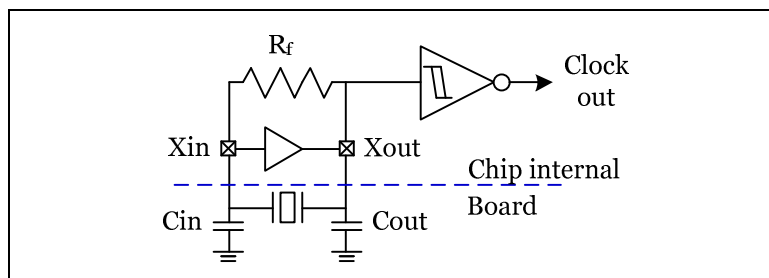 Rf
Clock
out
Xin
Xout
Chip internal
Board
Cin
Cout